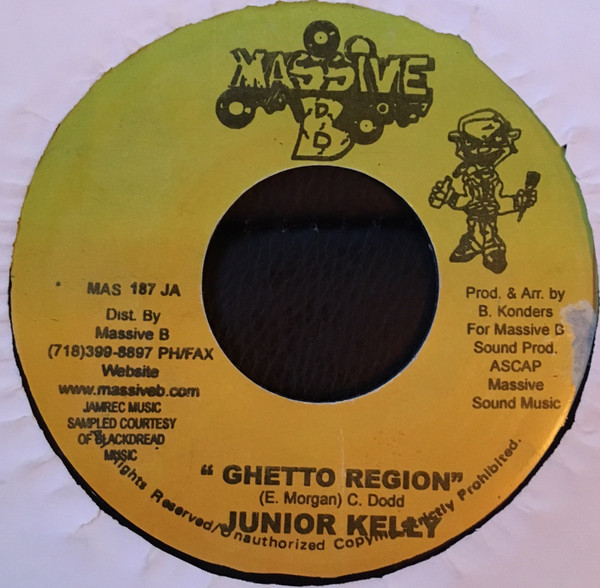 MASSIVE
B
MAS 187 JA
Dist. By
Massive B
(718)399-8897 PH/FAX
Website
www.massiveb.com
JAMREC MUSIC
SAMPLED COURTESY
OF BLACKDREAD
MUSIC
Prod. & Arr. by
B. Konders
For Massive B
Sound Prod.
ASCAP
Massive
Sound Music
“ GHETTO REGION”
(E. Morgan) C. Dodd
JUNIOR KELLY
All Rights Reserved/Unauthorized Copying Strictly Prohibited.